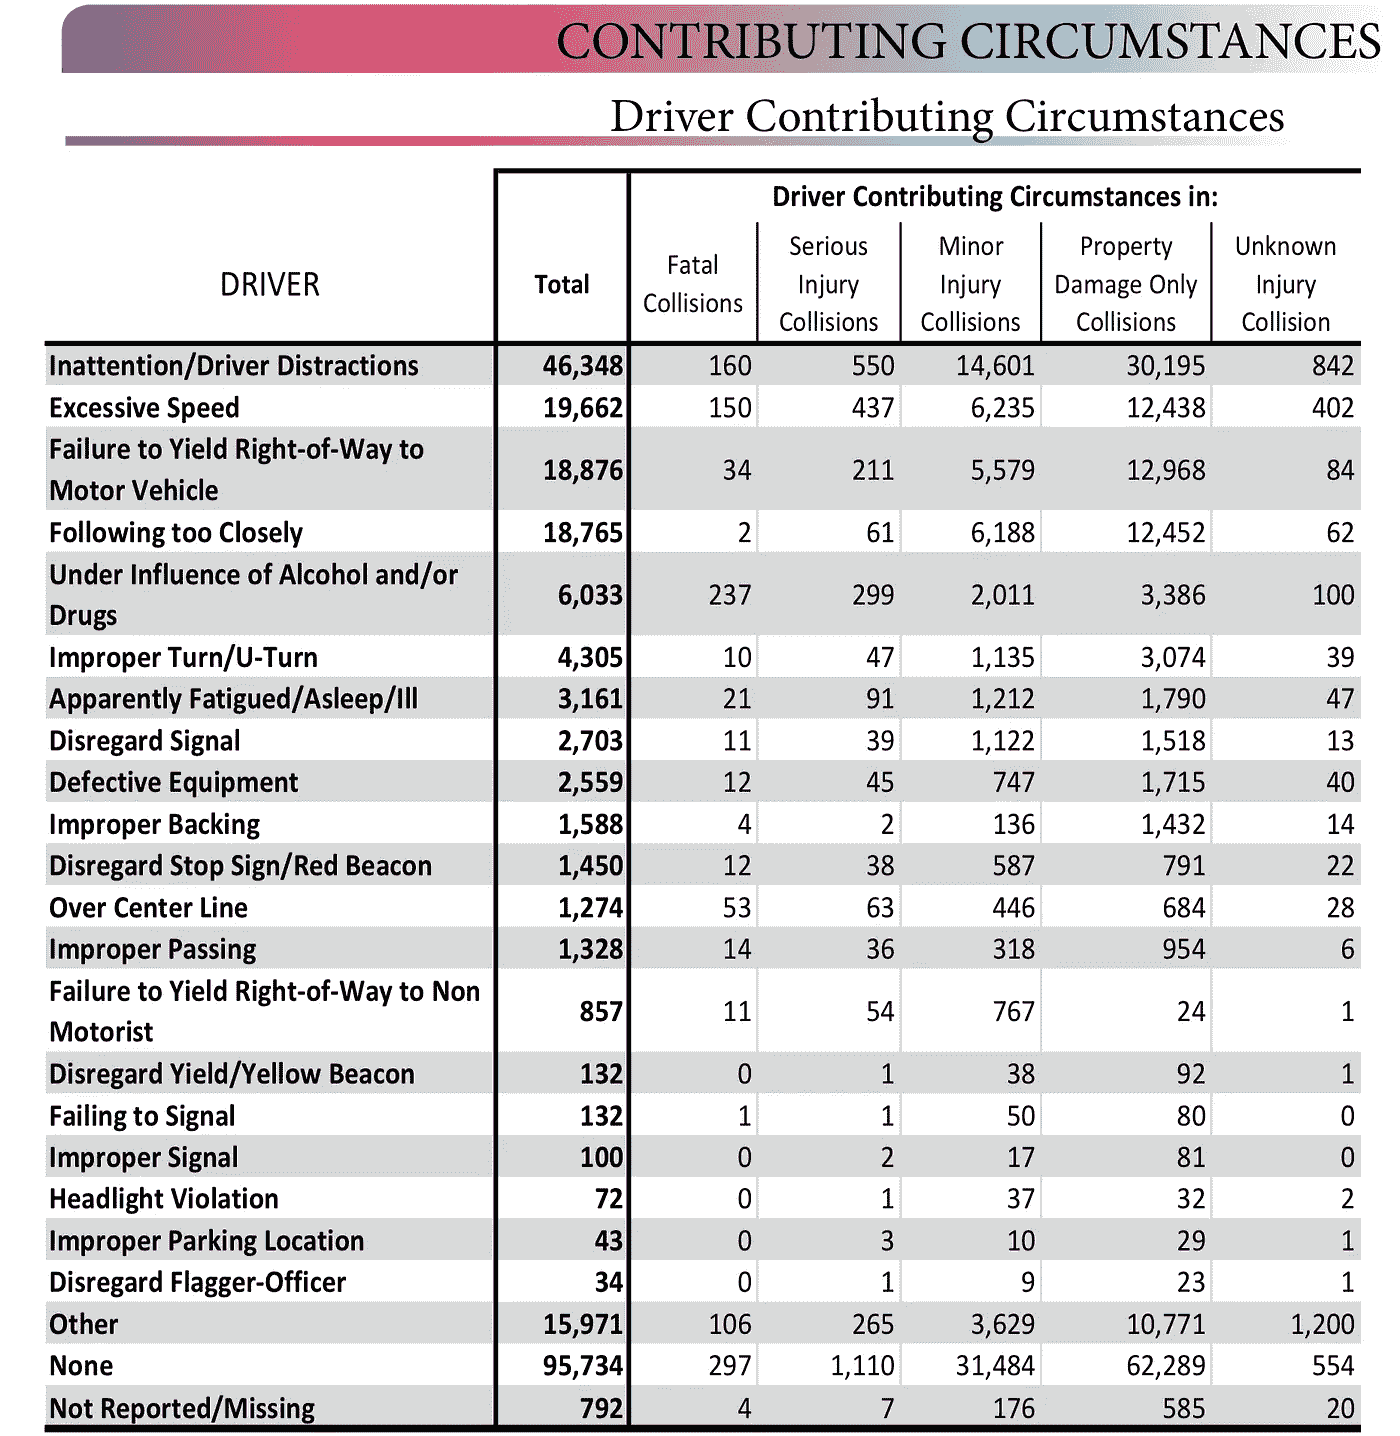 CONTRIBUTING CIRCUMSTANCES
Driver Contributing Circumstances
Driver Contributing Circumstances in:
DRIVER Total Fatal Collisions Serious Injury Collisions Minor Injury Collisions Property Damage Only Collisions Unknown Injury Collision
Inattention/Driver Distractions 46,348 160 550 14,601 30,195 842
Excessive Speed 19,662 150 437 6,235 12,438 402
Failure to Yield Right-of-Way to
Motor Vehicle 18,876 34 211 5,579 12,968 84
Following too Closely 18,765 2 61 6,188 12,452 62
Under Influence of Alcohol and/or
Drugs 6,033 237 299 2,011 3,386 100
Improper Turn/U-Turn 4,305 10 47 1,135 3,074 39
Apparently Fatigued/Asleep/Ill 3,161 21 91 1,212 1,790 47
Disregard Signal 2,703 11 39 1,122 1,518 13
Defective Equipment 2,559 12 45 747 1,715 40
Improper Backing 1,588 4 2 136 1,432 14
Disregard Stop Sign/Red Beacon 1,450 12 38 587 791 22
Over Center Line 1,274 53 63 446 684 28
Improper Passing 1,328 14 36 318 954 6
Failure to Yield Right-of-Way to Non
Motorist 857 11 54 767 24 1
Disregard Yield/Yellow Beacon 132 0 1 38 92 1
Failing to Signal 132 1 1 50 80 0
Improper Signal 100 0 2 17 81 0
Headlight Violation 72 0 1 37 32 2
Improper Parking Location 43 0 3 10 29 1
Disregard Flagger-Officer 34 0 1 9 23 1
Other 15,971 106 265 3,629 10,771 1,200
None 95,734 297 1,110 31,484 62,289 554
Not Reported/Missing 792 4 7 176 585 20